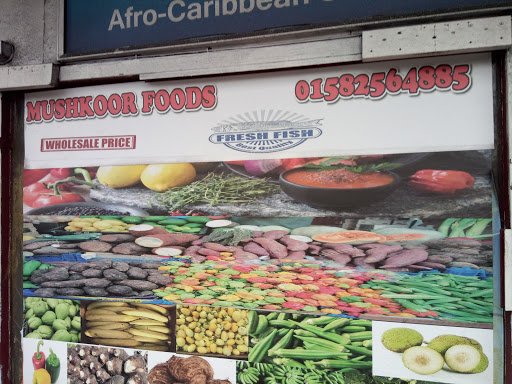 Afro-Caribbean
MUSHKOOR FOODS
01582564885
WHOLESALE PRICE
FRESH FISH
Best Quality